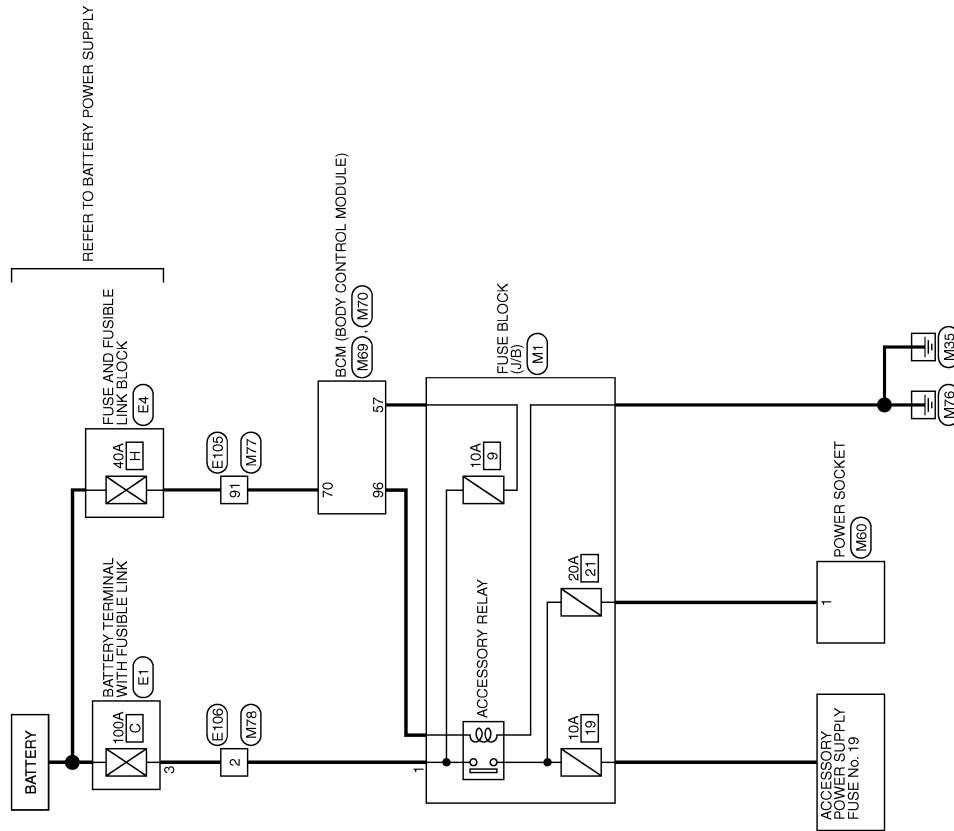 REFER TO BATTERY POWER SUPPLY
BATTERY
BATTERY TERMINAL
WITH FUSIBLE LINK
E1
100A
C
3
FUSE AND FUSIBLE
LINK BLOCK
E4
40A
H
E106
2
M78
E105
91
M77
BCM (BODY CONTROL MODULE)
M69 , M70
70
96
57
FUSE BLOCK
(J/B)
M1
1
ACCESSORY RELAY
10A
9
10A
19
20A
21
ACCESSORY
POWER SUPPLY
FUSE No. 19
POWER SOCKET
M60
1
M76
M35